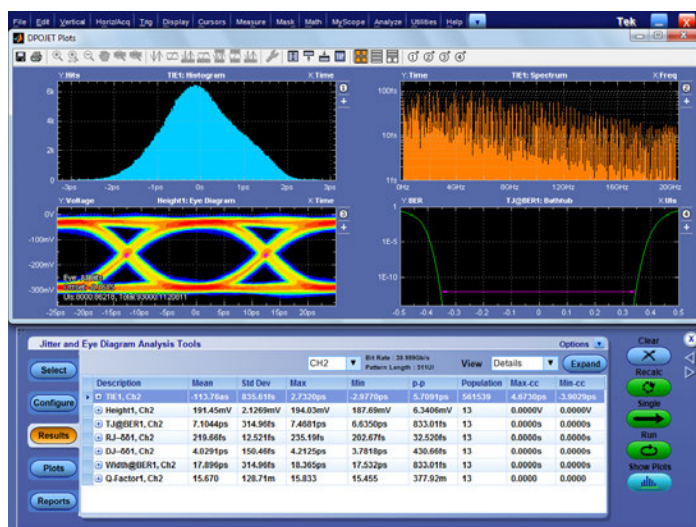 File Edit Vertical Horiz/Acq Trig Display Cursors Measure Mask Math MyScope Analyze Utilities Help Tek
DPOJET Plots
Y:Hits TIE1: Histogram X:Time
6k
4k
2k
0
-3ps -2ps -1ps 0s 1ps 2ps 3ps
Y:Time TIE1: Spectrum X:Freq
100fs
10fs
1fs
0Hz 4GHz 8GHz 12GHz 16GHz 20GHz
Y:Voltage Height1: Eye Diagram X:Time
0V
-100mV
-200mV
-300mV
-25ps -20ps -15ps -10ps -5ps 0s 5ps 10ps 15ps 20ps
Y:BER TJ@BER1: Bathtub X:UIs
1
1E-5
1E-10
-0.5 -0.4 -0.3 -0.2 -0.1 0 0.1 0.2 0.3 0.4 0.5
Jitter and Eye Diagram Analysis Tools Options
Clear
Select
CH2 Bit Rate : 39.999Gb/s
Pattern Length : 511UI
View Details Expand
Recalc
Description Mean Std Dev Max Min p-p Population Max-cc Min-cc
TIE1, Ch2 -113.76as 835.61fs 2.7320ps -2.9770ps 5.7091ps 561539 4.6730ps -3.9029ps
Configure
Height1, Ch2 191.45mV 2.1269mV 194.03mV 187.69mV 6.3406mV 13 0.0000V 0.0000V
Single
TJ@BER1, Ch2 7.1044ps 314.96fs 7.4681ps 6.6350ps 833.01fs 13 0.0000s 0.0000s
Results
RJ-δδ1, Ch2 219.66fs 12.521fs 235.19fs 202.67fs 32.520fs 13 0.0000s 0.0000s
Run
DJ-δδ1, Ch2 4.0291ps 150.46fs 4.2125ps 3.7818ps 430.66fs 13 0.0000s 0.0000s
Plots
Width@BER1, Ch2 17.896ps 314.96fs 18.365ps 17.532ps 833.01fs 13 0.0000s 0.0000s
Show Plots
Q-Factor1, Ch2 15.670 128.71m 15.833 15.455 377.92m 13 0.0000 0.0000
Reports